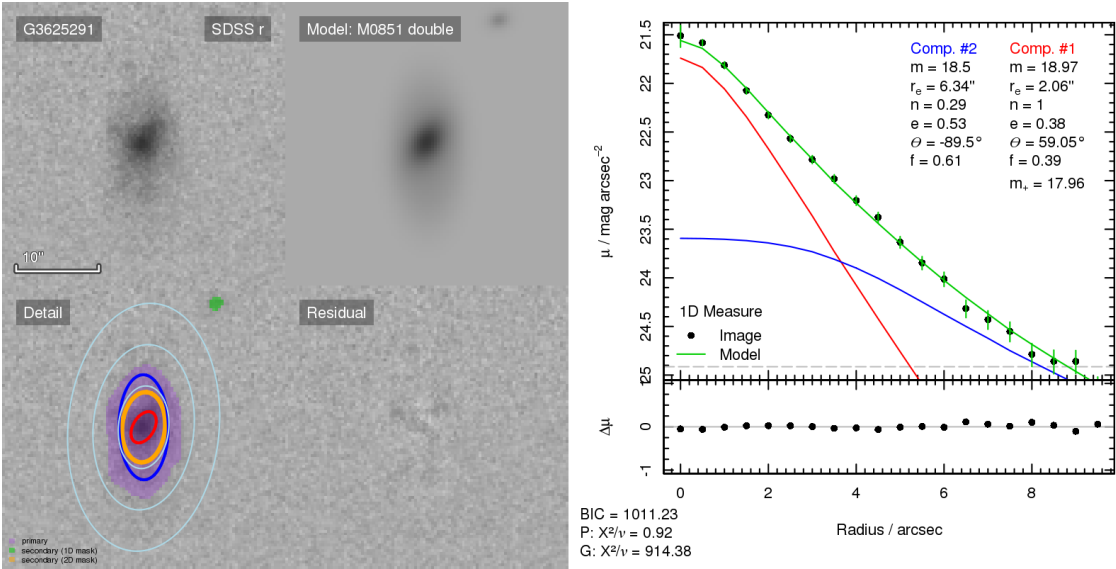 G3625291
SDSS r
Model: M0851 double
10"
Detail
Residual
primary
secondary (1D mask)
secondary (2D mask)
21.5
22
22.5
23
23.5
24
24.5
25
μ / mag arcsec⁻²
Comp. #2
m = 18.5
rₑ = 6.34"
n = 0.29
e = 0.53
Θ = -89.5°
f = 0.61
Comp. #1
m = 18.97
rₑ = 2.06"
n = 1
e = 0.38
Θ = 59.05°
f = 0.39
m₊ = 17.96
1D Measure
Image
Model
Δμ
0
-1
0 2 4 6 8
Radius / arcsec
BIC = 1011.23
P: X²/ν = 0.92
G: X²/ν = 914.38